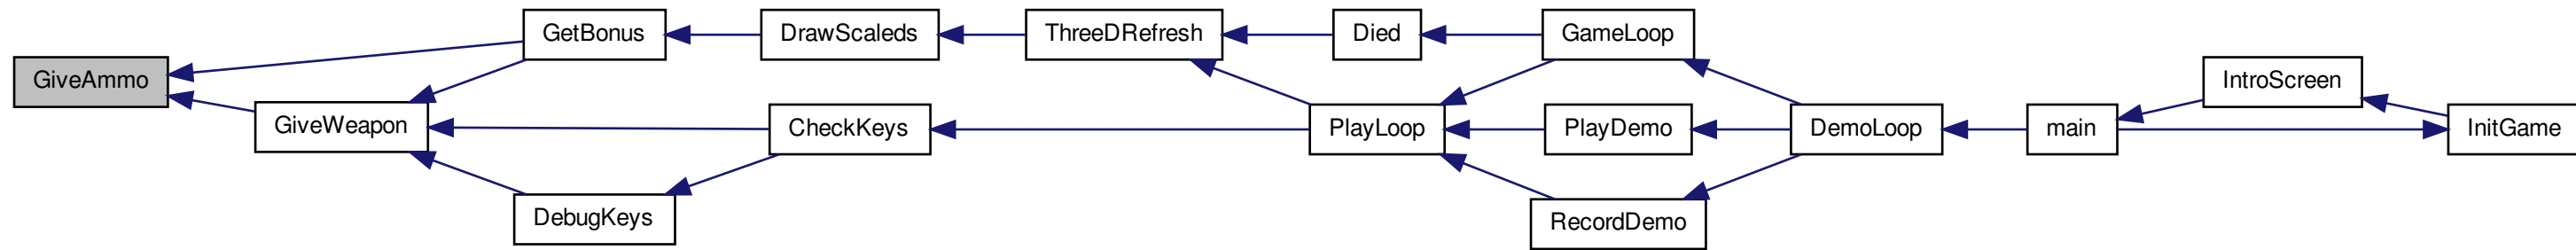 GiveAmmo
GetBonus
GiveWeapon
DebugKeys
DrawScaleds
CheckKeys
ThreeDRefresh
Died
PlayLoop
GameLoop
PlayDemo
RecordDemo
DemoLoop
main
IntroScreen
InitGame